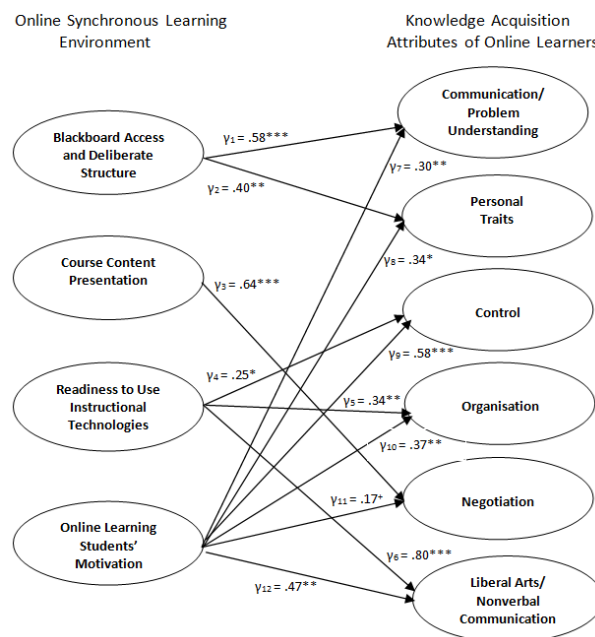 Online Synchronous Learning
Environment
Knowledge Acquisition
Attributes of Online Learners
Blackboard Access
and Deliberate
Structure
Course Content
Presentation
Readiness to Use
Instructional
Technologies
Online Learning
Students’
Motivation
Communication/
Problem
Understanding
Personal
Traits
Control
Organisation
Negotiation
Liberal Arts/
Nonverbal
Communication
γ₁ = .58***
γ₂ = .40**
γ₃ = .64***
γ₄ = .25*
γ₅ = .34**
γ₆ = .80***
γ₇ = .30**
γ₈ = .34*
γ₉ = .58***
γ₁₀ = .37**
γ₁₁ = .17⁺
γ₁₂ = .47**